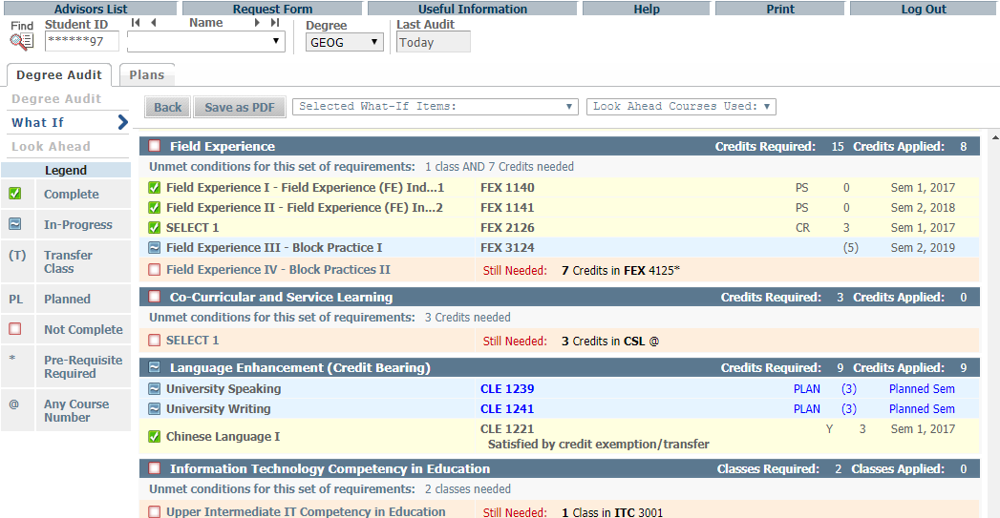 Advisors List Request Form Useful Information Help Print Log Out
Find Student ID Name Degree Last Audit
******97 GEOG Today
Degree Audit Plans
Degree Audit
What If
Look Ahead
Back Save as PDF Selected What-If Items: Look Ahead Courses Used:
Legend
Complete
In-Progress
(T) Transfer Class
PL Planned
Not Complete
* Pre-Requisite Required
@ Any Course Number
Field Experience Credits Required: 15 Credits Applied: 8
Unmet conditions for this set of requirements: 1 class AND 7 Credits needed
Field Experience I - Field Experience (FE) Ind...1 FEX 1140 PS 0 Sem 1, 2017
Field Experience II - Field Experience (FE) In...2 FEX 1141 PS 0 Sem 2, 2018
SELECT 1 FEX 2126 CR 3 Sem 1, 2017
Field Experience III - Block Practice I FEX 3124 (5) Sem 2, 2019
Field Experience IV - Block Practices II Still Needed: 7 Credits in FEX 4125*
Co-Curricular and Service Learning Credits Required: 3 Credits Applied: 0
Unmet conditions for this set of requirements: 3 Credits needed
SELECT 1 Still Needed: 3 Credits in CSL @
Language Enhancement (Credit Bearing) Credits Required: 9 Credits Applied: 9
University Speaking CLE 1239 PLAN (3) Planned Sem
University Writing CLE 1241 PLAN (3) Planned Sem
Chinese Language I CLE 1221 Y 3 Sem 1, 2017
Satisfied by credit exemption/transfer
Information Technology Competency in Education Classes Required: 2 Classes Applied: 0
Unmet conditions for this set of requirements: 2 classes needed
Upper Intermediate IT Competency in Education Still Needed: 1 Class in ITC 3001